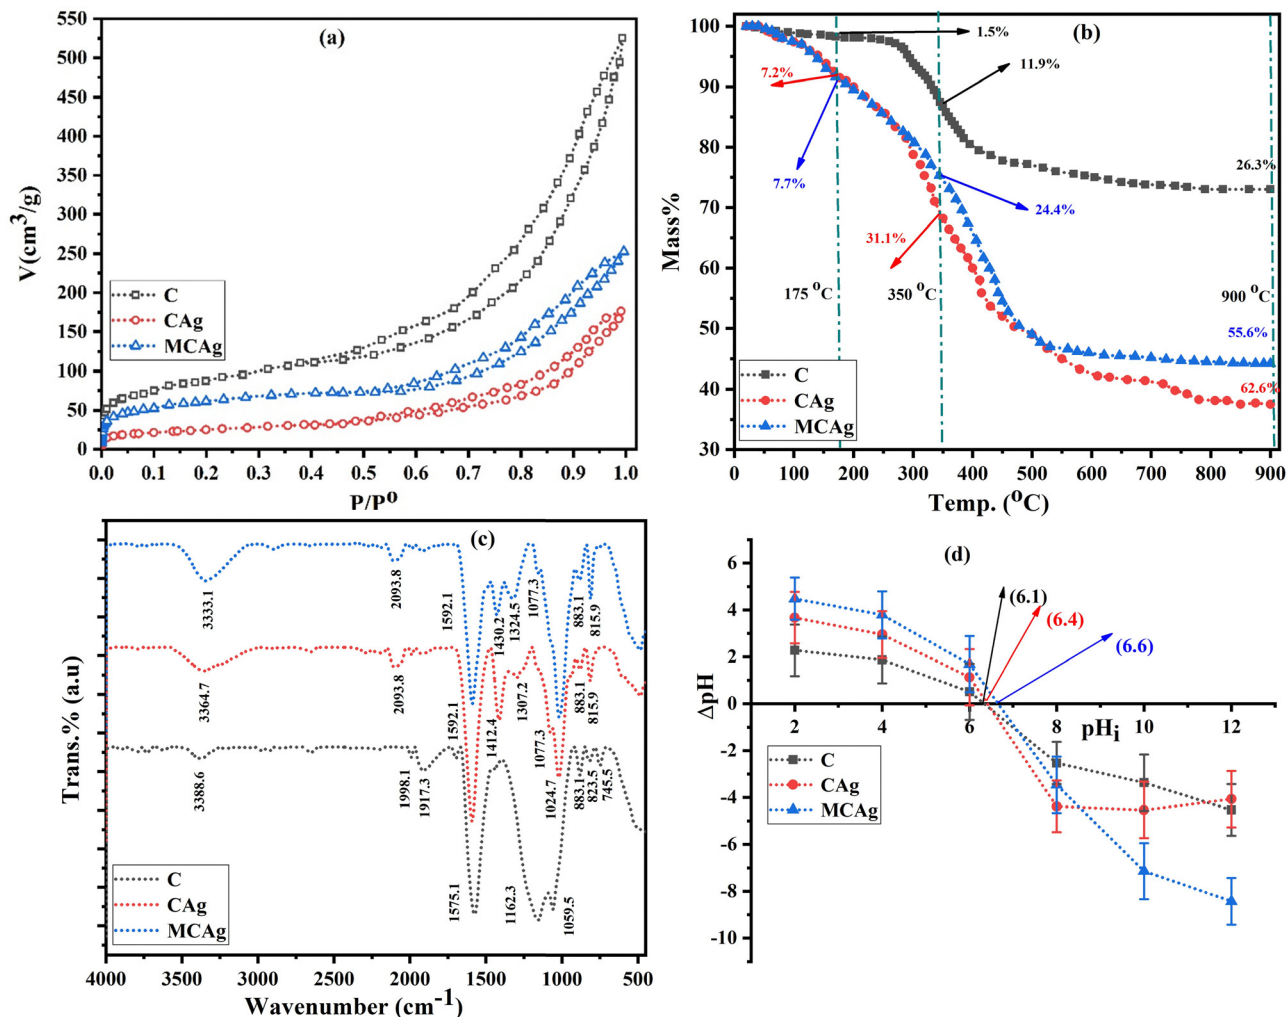 (a)
550
500
450
400
350
300
250
200
150
100
50
0
V(cm³/g)
C
CAg
MCAg
0.0 0.1 0.2 0.3 0.4 0.5 0.6 0.7 0.8 0.9 1.0
P/P⁰
(b)
100
90
80
70
60
50
40
30
Mass%
1.5%
11.9%
7.2%
7.7%
24.4%
31.1%
26.3%
175 ⁰C
350 ⁰C
900 ⁰C
55.6%
62.6%
C
CAg
MCAg
0 100 200 300 400 500 600 700 800 900
Temp. (⁰C)
(c)
Trans.% (a.u
3333.1
2093.8
1592.1
1430.2
1324.5
1077.3
883.1
815.9
3364.7
2093.8
1592.1
1412.4
1307.2
1077.3
1024.7
883.1
815.9
3388.6
1998.1
1917.3
1575.1
1162.3
1059.5
883.1
823.5
745.5
C
CAg
MCAg
4000 3500 3000 2500 2000 1500 1000 500
Wavenumber (cm⁻¹)
(d)
6
4
2
0
-2
-4
-6
-8
-10
ΔpH
(6.1)
(6.4)
(6.6)
2 4 6 8 10 12
pHᵢ
C
CAg
MCAg